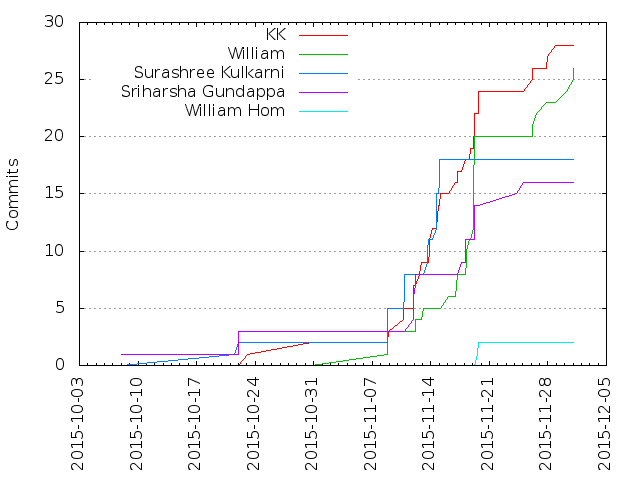 30
25
20
15
10
5
0
Commits
KK
William
Surashree Kulkarni
Sriharsha Gundappa
William Hom
2015-10-03
2015-10-10
2015-10-17
2015-10-24
2015-10-31
2015-11-07
2015-11-14
2015-11-21
2015-11-28
2015-12-05